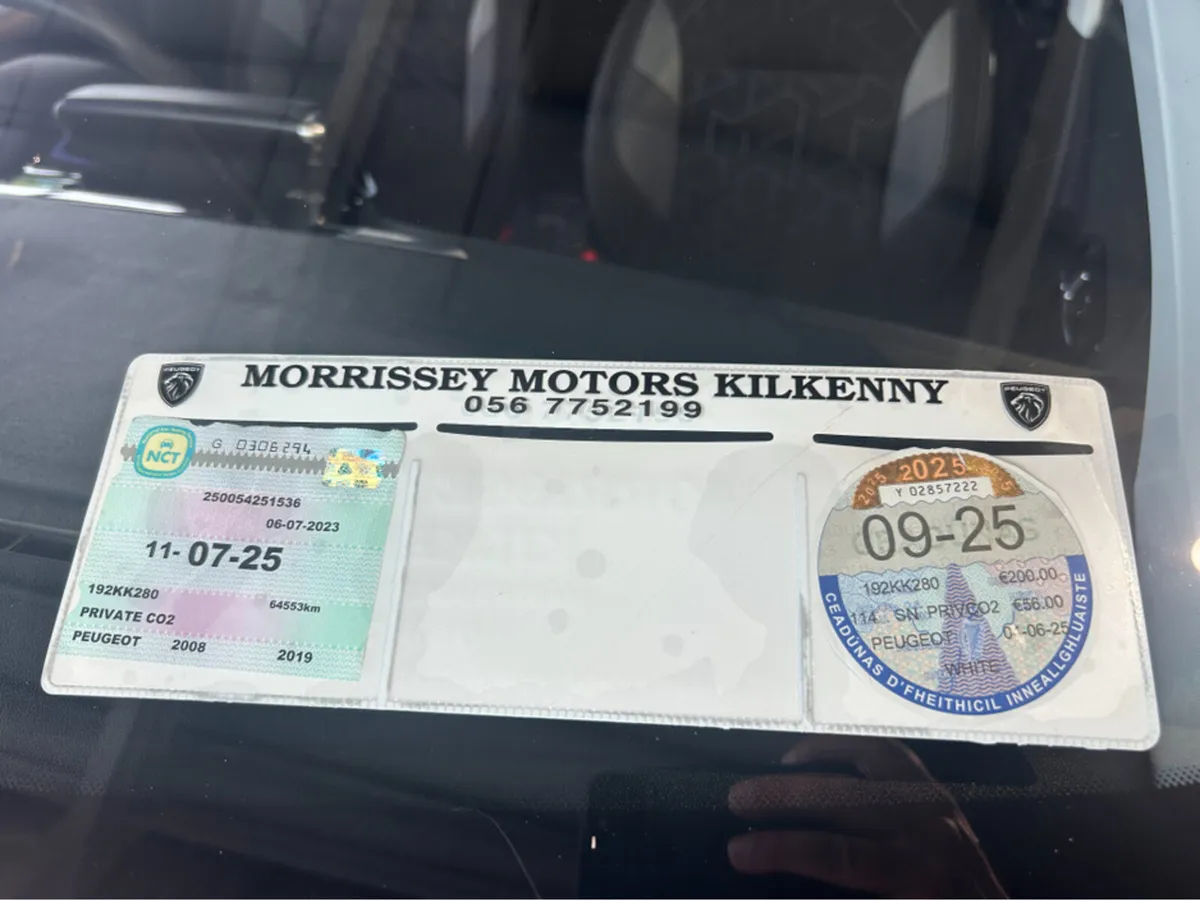 PEUGEOT
MORRISSEY MOTORS KILKENNY
PEUGEOT
056 7752199
NCT
G 0306294
250054251536
06-07-2023
11- 07-25
192KK280
64553km
PRIVATE CO2
PEUGEOT 2008 2019
2025 2025
Y 02857222
09-25
192KK280 €200.00
114 SN PRIVCO2 €56.00
PEUGEOT 01-06-25
WHITE
CEADÚNAS D'FHEITHICIL INNEALLGHLUAISTE